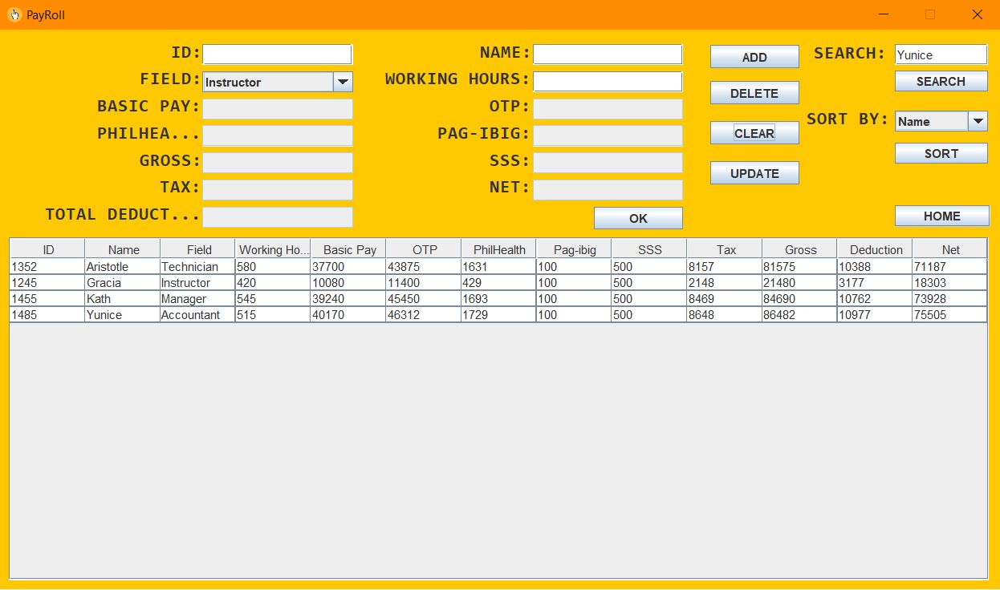 PayRoll
ID: NAME: ADD SEARCH: Yunice
FIELD: Instructor WORKING HOURS: SEARCH
BASIC PAY: OTP: DELETE
PHILHEA... PAG-IBIG: CLEAR SORT BY: Name
GROSS: SSS: UPDATE SORT
TAX: NET:
TOTAL DEDUCT... OK HOME
ID Name Field Working Ho... Basic Pay OTP PhilHealth Pag-ibig SSS Tax Gross Deduction Net
1352 Aristotle Technician 580 37700 43875 1631 100 500 8157 81575 10388 71187
1245 Gracia Instructor 420 10080 11400 429 100 500 2148 21480 3177 18303
1455 Kath Manager 545 39240 45450 1693 100 500 8469 84690 10762 73928
1485 Yunice Accountant 515 40170 46312 1729 100 500 8648 86482 10977 75505